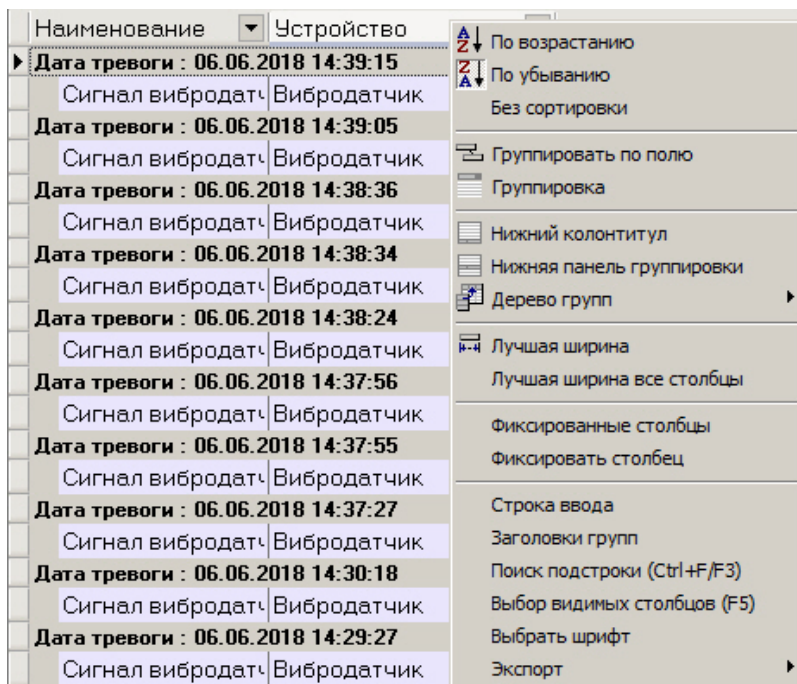 Наименование Устройство
Дата тревоги : 06.06.2018 14:39:15
Сигнал вибродатч Вибродатчик
Дата тревоги : 06.06.2018 14:39:05
Сигнал вибродатч Вибродатчик
Дата тревоги : 06.06.2018 14:38:36
Сигнал вибродатч Вибродатчик
Дата тревоги : 06.06.2018 14:38:34
Сигнал вибродатч Вибродатчик
Дата тревоги : 06.06.2018 14:38:24
Сигнал вибродатч Вибродатчик
Дата тревоги : 06.06.2018 14:37:56
Сигнал вибродатч Вибродатчик
Дата тревоги : 06.06.2018 14:37:55
Сигнал вибродатч Вибродатчик
Дата тревоги : 06.06.2018 14:37:27
Сигнал вибродатч Вибродатчик
Дата тревоги : 06.06.2018 14:30:18
Сигнал вибродатч Вибродатчик
Дата тревоги : 06.06.2018 14:29:27
Сигнал вибродатч Вибродатчик
По возрастанию
По убыванию
Без сортировки
Группировать по полю
Группировка
Нижний колонтитул
Нижняя панель группировки
Дерево групп
Лучшая ширина
Лучшая ширина все столбцы
Фиксированные столбцы
Фиксировать столбец
Строка ввода
Заголовки групп
Поиск подстроки (Ctrl+F/F3)
Выбор видимых столбцов (F5)
Выбрать шрифт
Экспорт